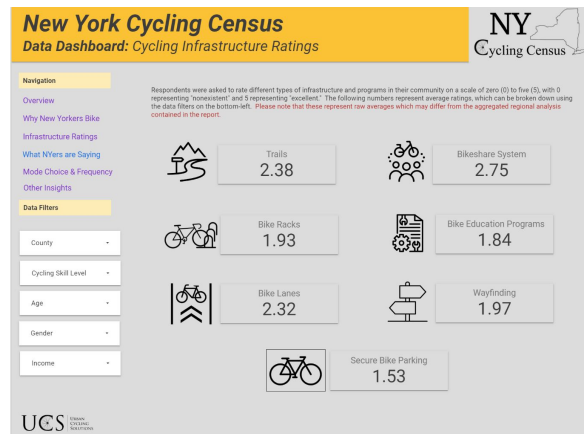 New York Cycling Census
Data Dashboard: Cycling Infrastructure Ratings
NY
Cycling Census
Navigation
Overview
Why New Yorkers Bike
Infrastructure Ratings
What NYers are Saying
Mode Choice & Frequency
Other Insights
Data Filters
County
Cycling Skill Level
Age
Gender
Income
Respondents were asked to rate different types of infrastructure and programs in their community on a scale of zero (0) to five (5), with 0
representing "nonexistent" and 5 representing "excellent." The following numbers represent average ratings, which can be broken down using
the data filters on the bottom-left. Please note that these represent raw averages which may differ from the aggregated regional analysis
contained in the report.
Trails
2.38
Bikeshare System
2.75
Bike Racks
1.93
Bike Education Programs
1.84
Bike Lanes
2.32
Wayfinding
1.97
Secure Bike Parking
1.53
UCS
URBAN
CYCLING
SOLUTIONS